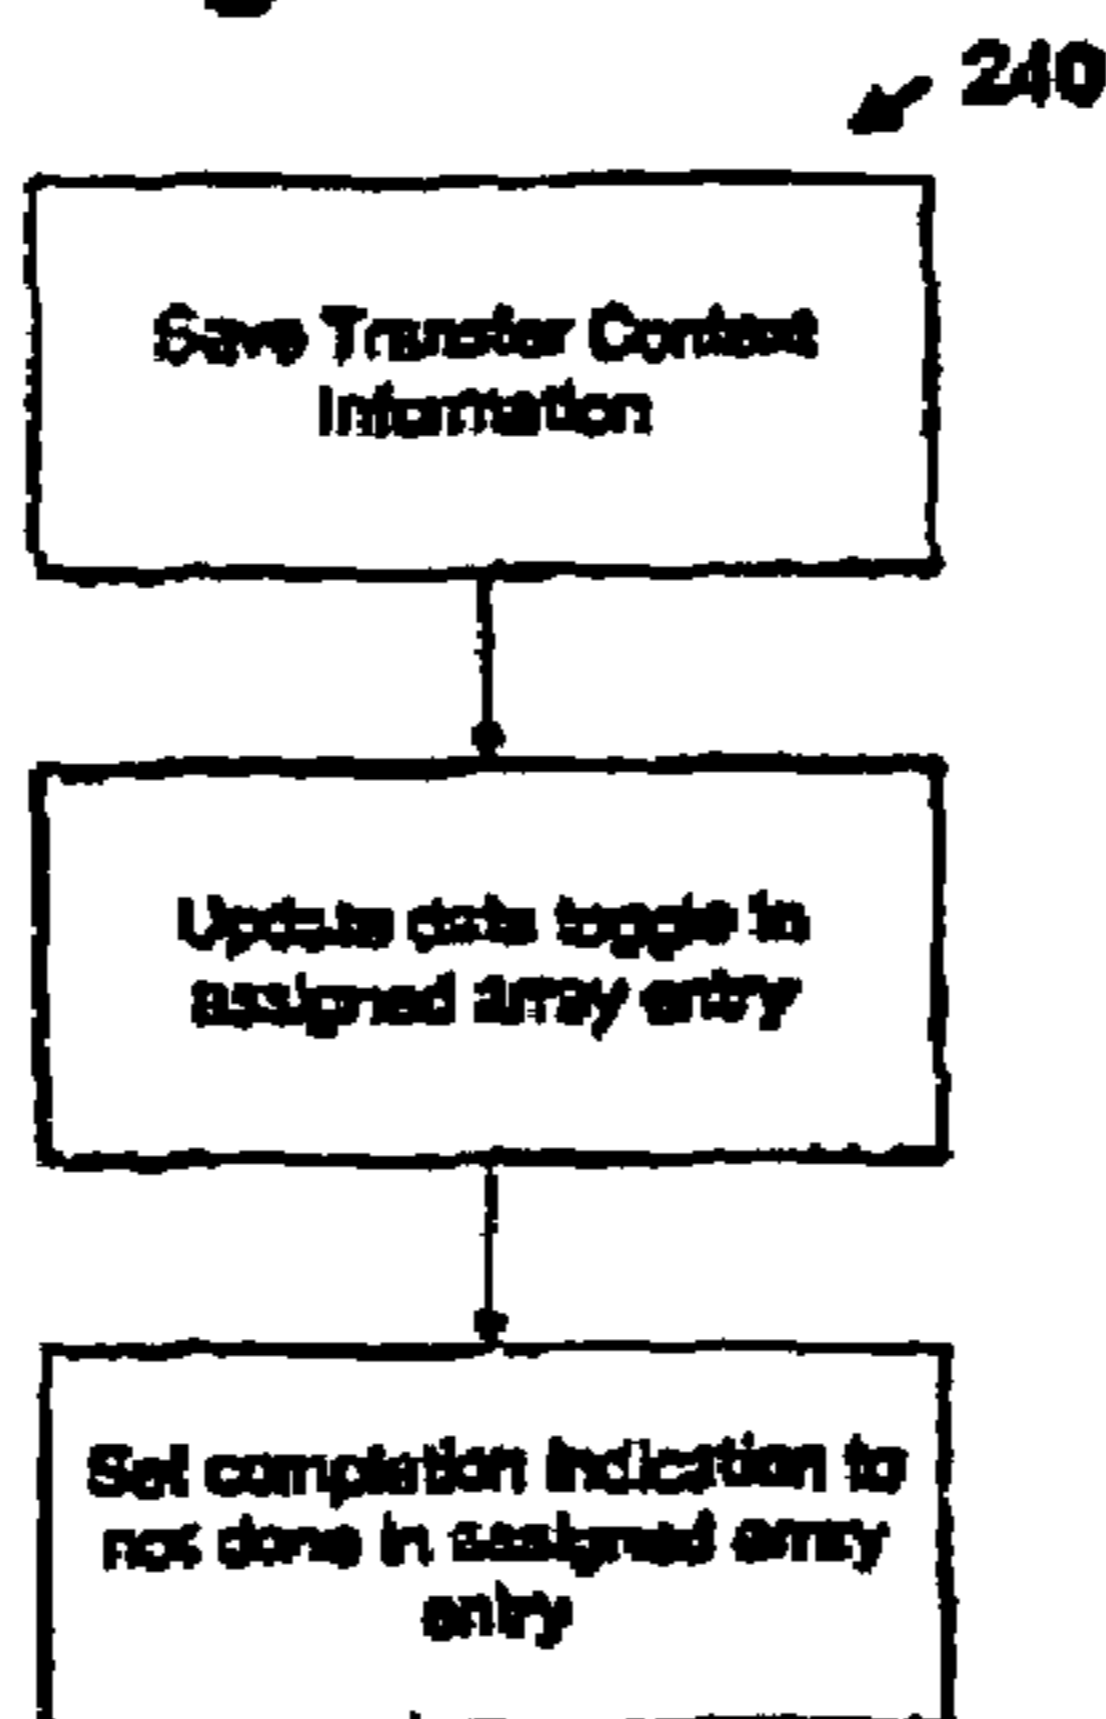 240
Save Transfer Context
Information
Update data toggle to
assigned array entry
Set completion indication to
not done in assigned array
entry